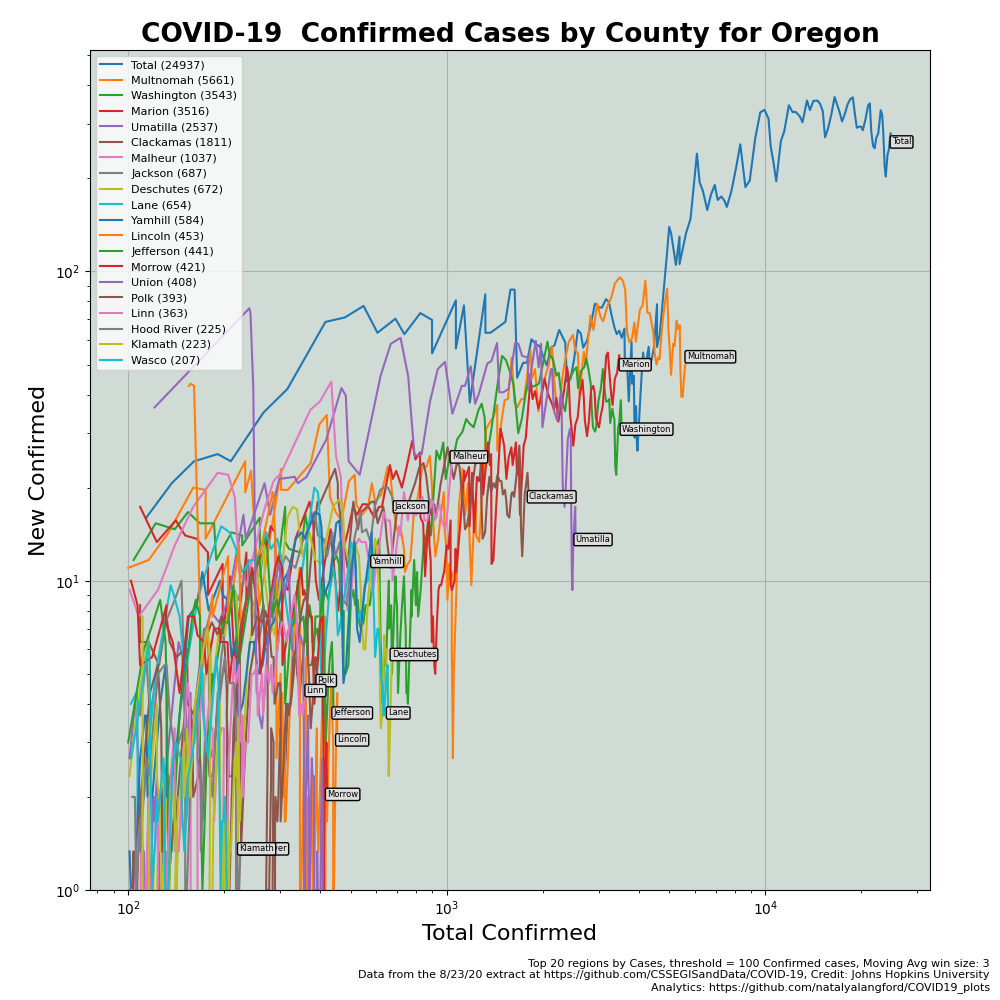 COVID-19  Confirmed Cases by County for Oregon
Total (24937)
Multnomah (5661)
Washington (3543)
Marion (3516)
Umatilla (2537)
Clackamas (1811)
Malheur (1037)
Jackson (687)
Deschutes (672)
Lane (654)
Yamhill (584)
Lincoln (453)
Jefferson (441)
Morrow (421)
Union (408)
Polk (393)
Linn (363)
Hood River (225)
Klamath (223)
Wasco (207)
Total
Multnomah
Marion
Washington
Malheur
Clackamas
Jackson
Umatilla
Yamhill
Deschutes
Polk
Linn
Jefferson
Lane
Lincoln
Morrow
Klamath
New Confirmed
10²
10¹
10⁰
10²
10³
10⁴
Total Confirmed
Top 20 regions by Cases, threshold = 100 Confirmed cases, Moving Avg win size: 3
Data from the 8/23/20 extract at https://github.com/CSSEGISandData/COVID-19, Credit: Johns Hopkins University
Analytics: https://github.com/natalyalangford/COVID19_plots